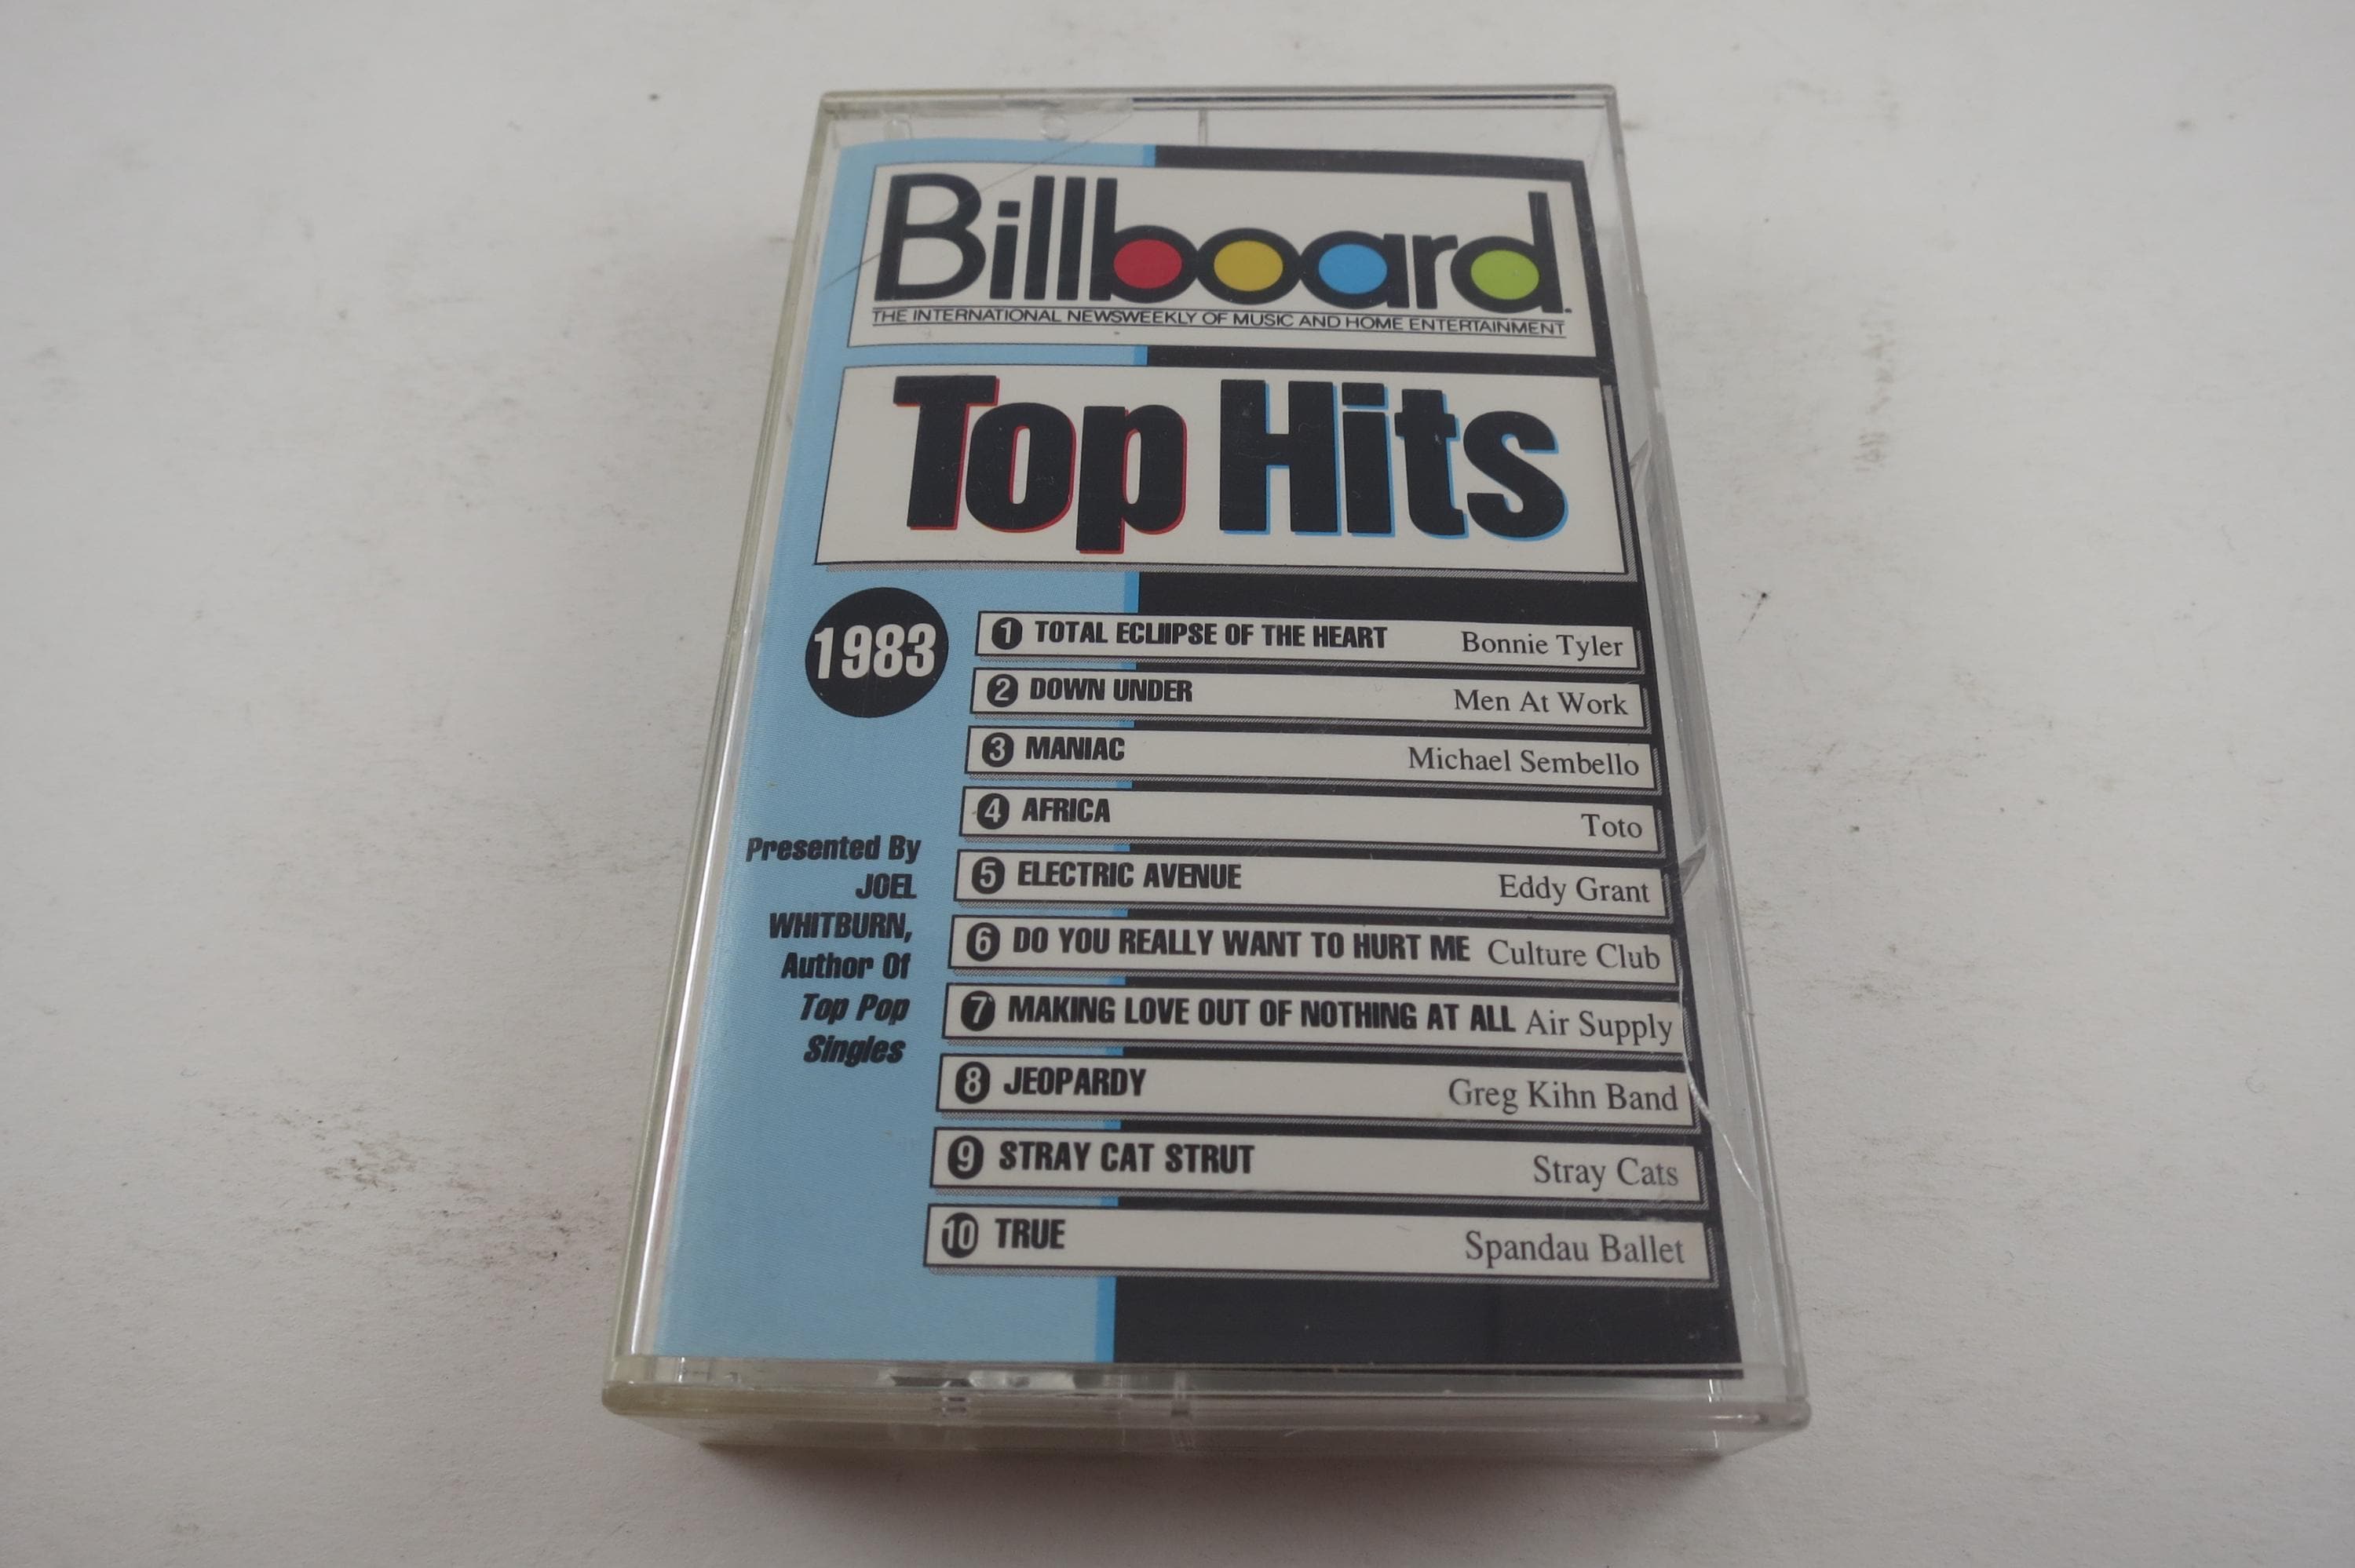 Billboard
THE INTERNATIONAL NEWSWEEKLY OF MUSIC AND HOME ENTERTAINMENT
Top Hits
1983
1 TOTAL ECLIIPSE OF THE HEART Bonnie Tyler
2 DOWN UNDER Men At Work
3 MANIAC Michael Sembello
4 AFRICA Toto
5 ELECTRIC AVENUE Eddy Grant
6 DO YOU REALLY WANT TO HURT ME Culture Club
7 MAKING LOVE OUT OF NOTHING AT ALL Air Supply
8 JEOPARDY Greg Kihn Band
9 STRAY CAT STRUT Stray Cats
10 TRUE Spandau Ballet
Presented By
JOEL
WHITBURN,
Author Of
Top Pop
Singles